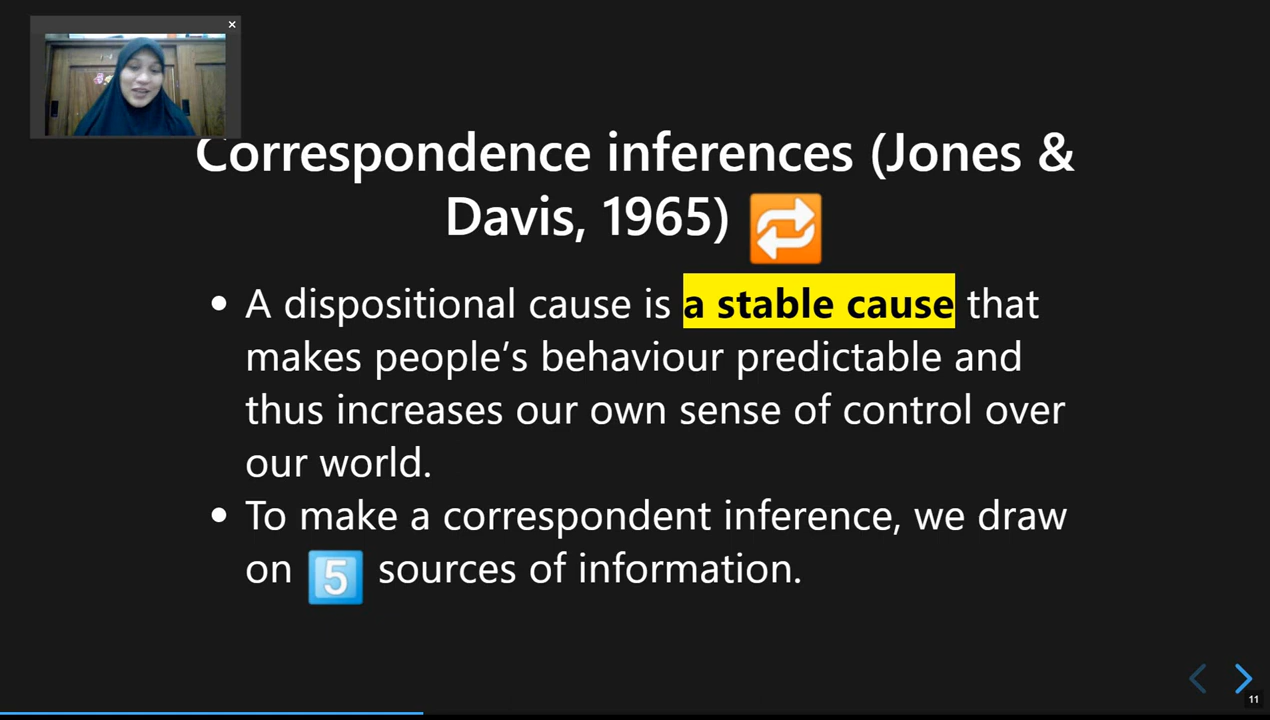 Correspondence inferences (Jones &
Davis, 1965) 🔁
• A dispositional cause is a stable cause that
makes people’s behaviour predictable and
thus increases our own sense of control over
our world.
• To make a correspondent inference, we draw
on 5️⃣ sources of information.
11